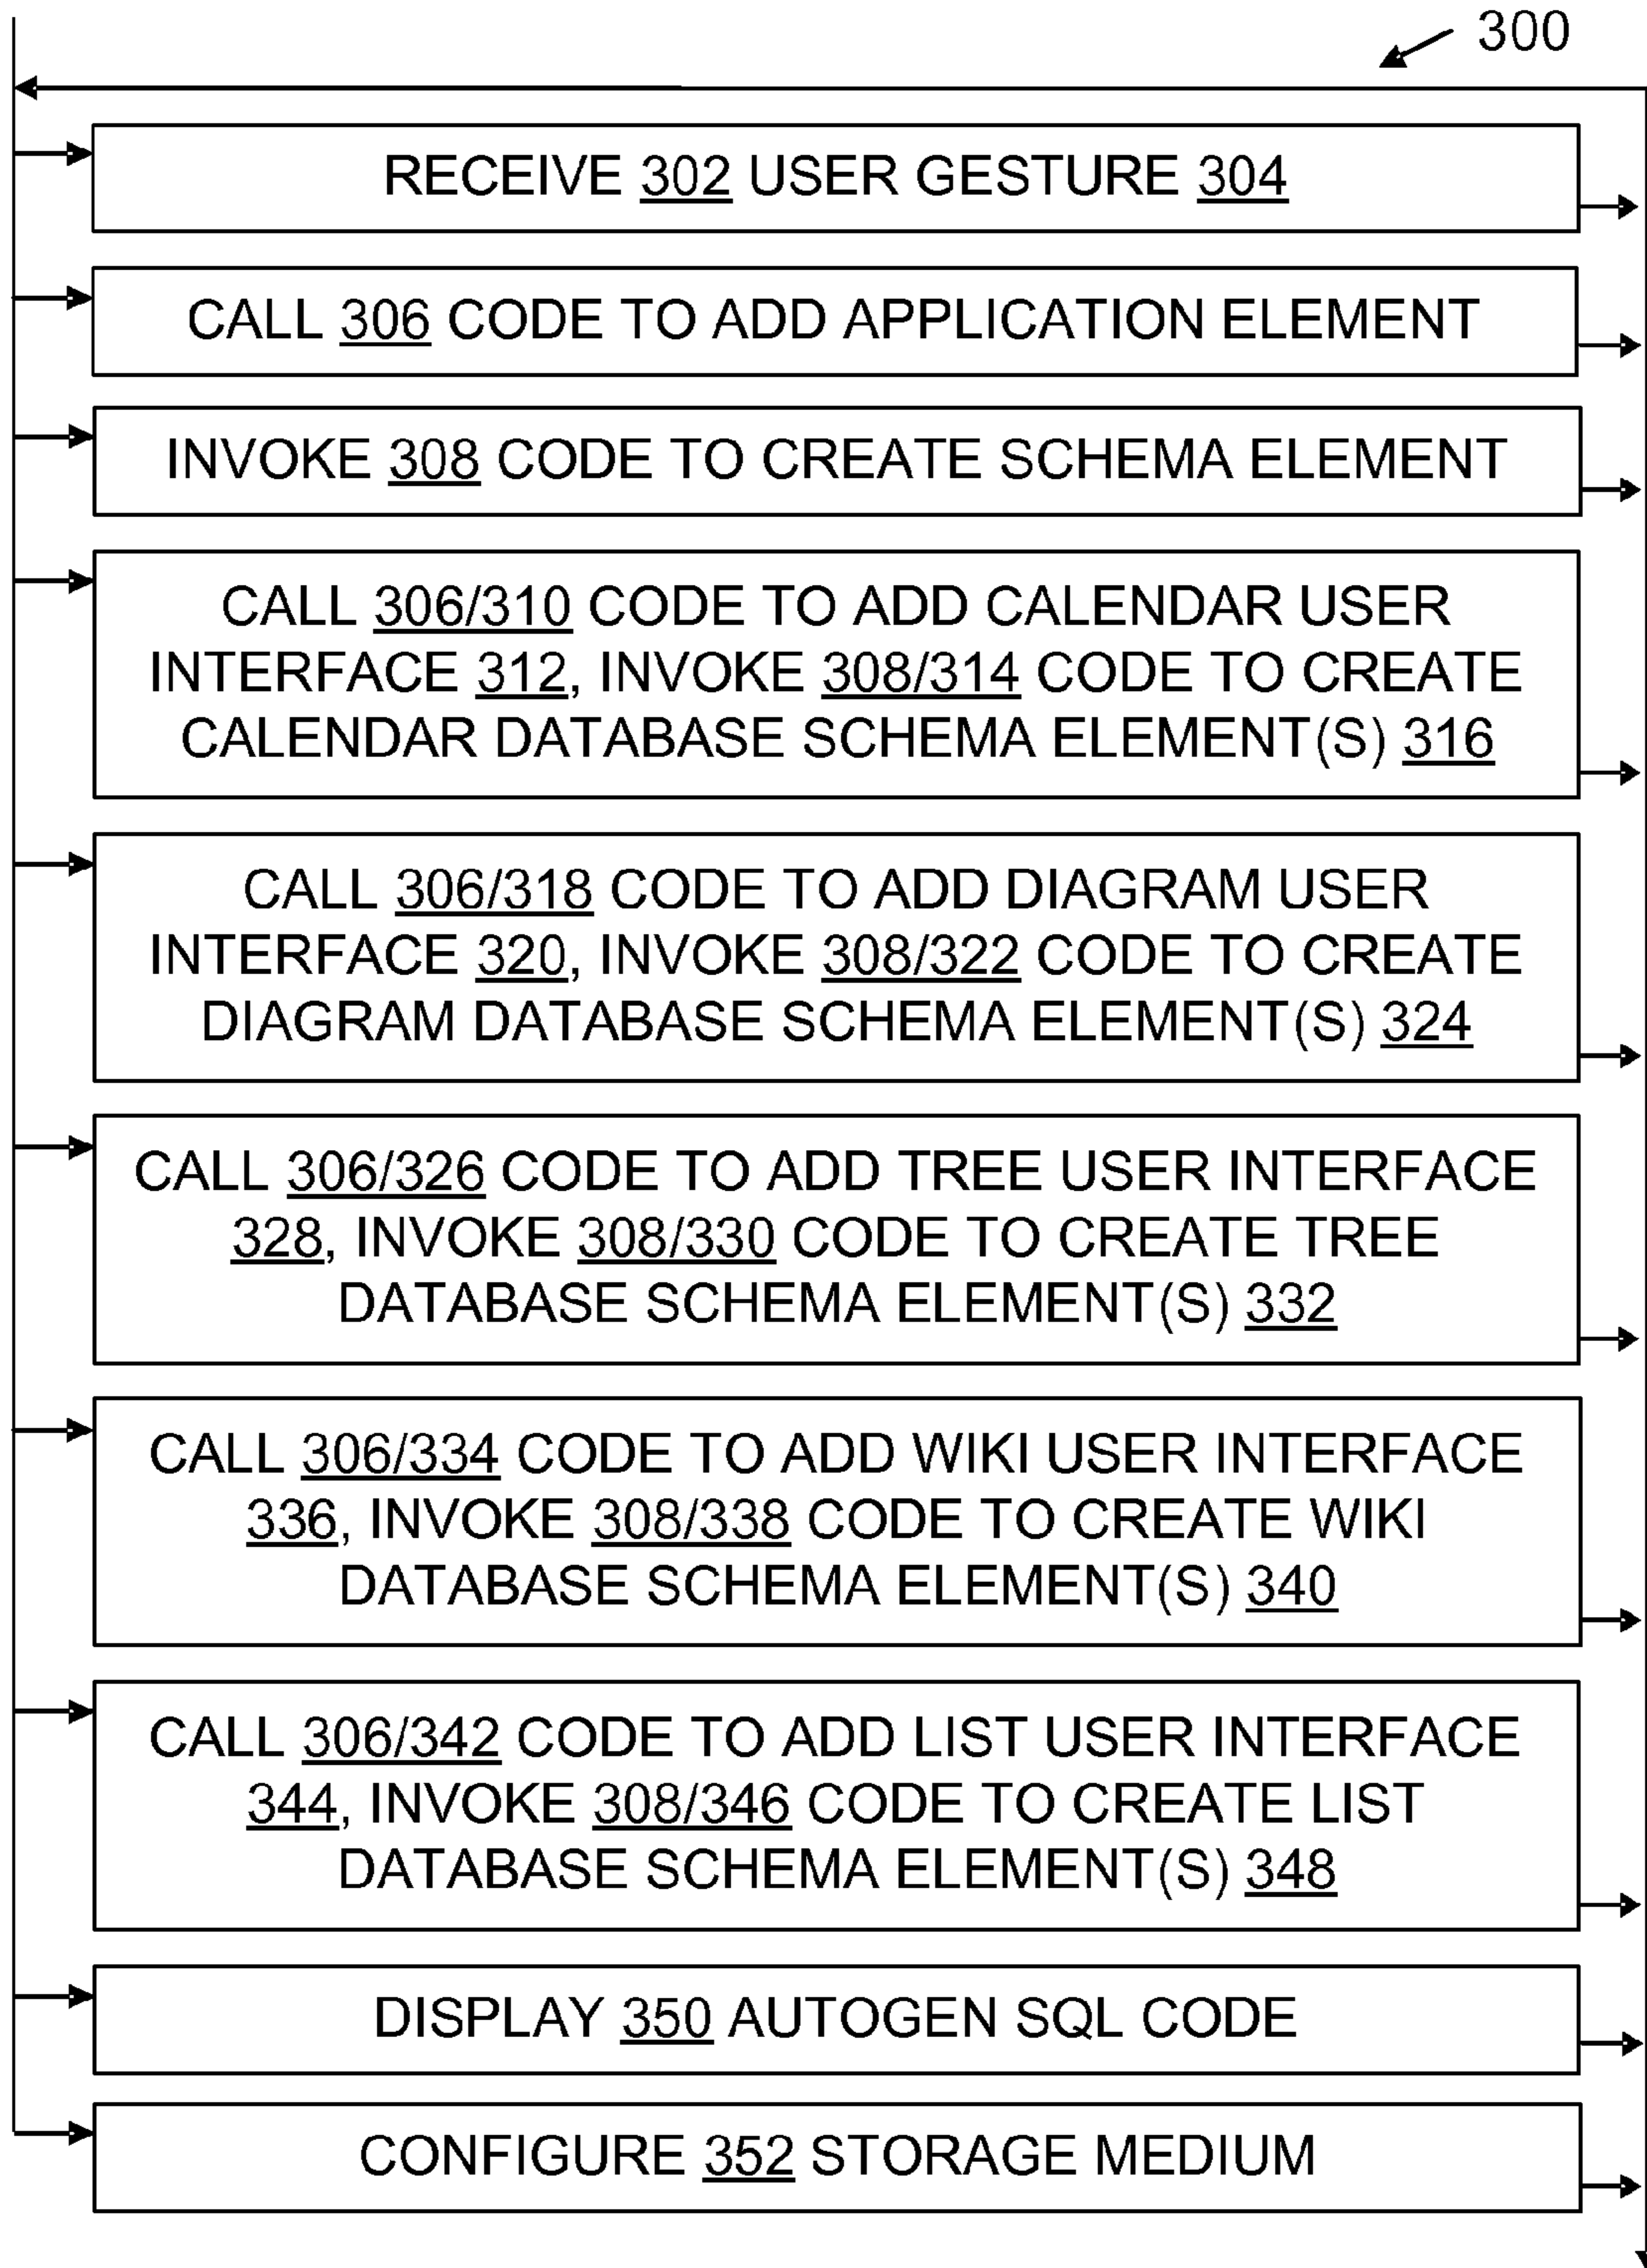 300
RECEIVE 302 USER GESTURE 304
CALL 306 CODE TO ADD APPLICATION ELEMENT
INVOKE 308 CODE TO CREATE SCHEMA ELEMENT
CALL 306/310 CODE TO ADD CALENDAR USER
INTERFACE 312, INVOKE 308/314 CODE TO CREATE
CALENDAR DATABASE SCHEMA ELEMENT(S) 316
CALL 306/318 CODE TO ADD DIAGRAM USER
INTERFACE 320, INVOKE 308/322 CODE TO CREATE
DIAGRAM DATABASE SCHEMA ELEMENT(S) 324
CALL 306/326 CODE TO ADD TREE USER INTERFACE
328, INVOKE 308/330 CODE TO CREATE TREE
DATABASE SCHEMA ELEMENT(S) 332
CALL 306/334 CODE TO ADD WIKI USER INTERFACE
336, INVOKE 308/338 CODE TO CREATE WIKI
DATABASE SCHEMA ELEMENT(S) 340
CALL 306/342 CODE TO ADD LIST USER INTERFACE
344, INVOKE 308/346 CODE TO CREATE LIST
DATABASE SCHEMA ELEMENT(S) 348
DISPLAY 350 AUTOGEN SQL CODE
CONFIGURE 352 STORAGE MEDIUM